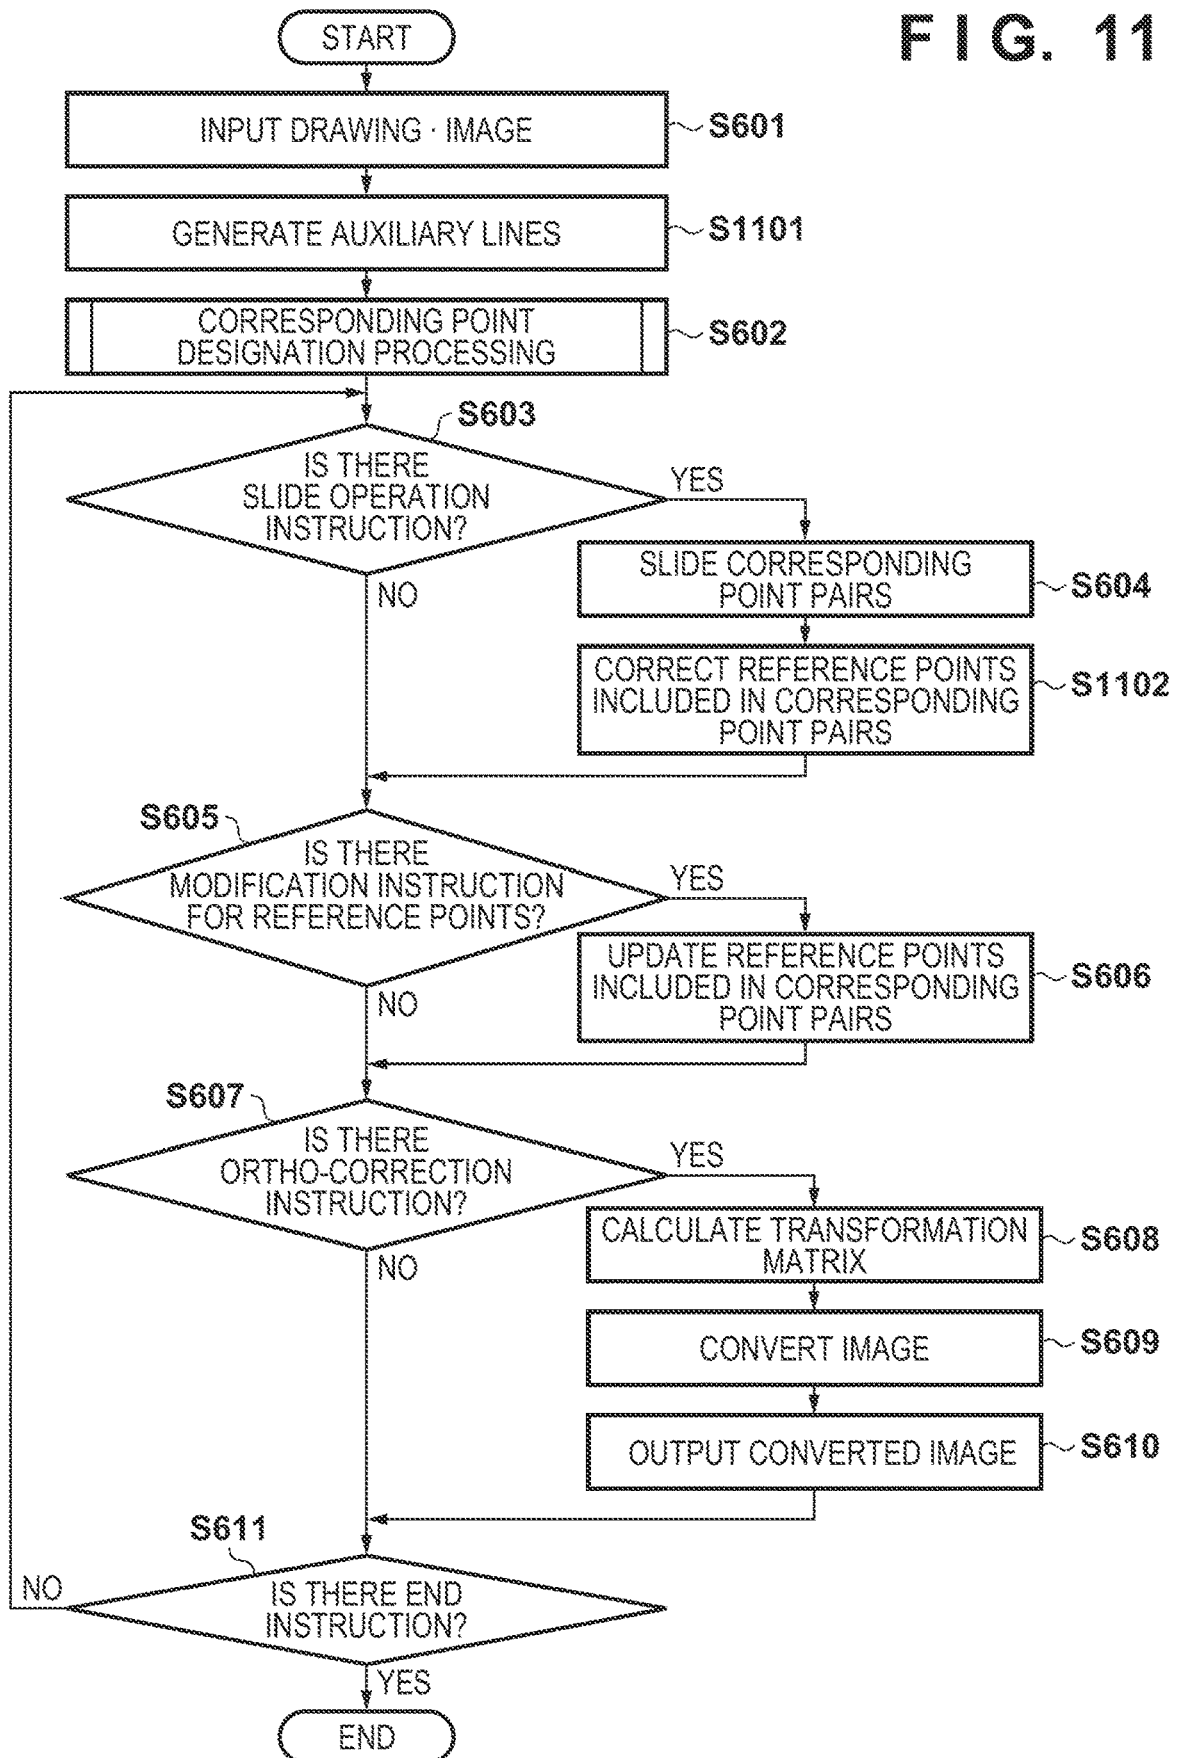 FIG. 11
START
INPUT DRAWING · IMAGE
S601
GENERATE AUXILIARY LINES
S1101
CORRESPONDING POINT
DESIGNATION PROCESSING
S602
S603
IS THERE
SLIDE OPERATION
INSTRUCTION?
YES
NO
SLIDE CORRESPONDING
POINT PAIRS
S604
CORRECT REFERENCE POINTS
INCLUDED IN CORRESPONDING
POINT PAIRS
S1102
S605
IS THERE
MODIFICATION INSTRUCTION
FOR REFERENCE POINTS?
YES
NO
UPDATE REFERENCE POINTS
INCLUDED IN CORRESPONDING
POINT PAIRS
S606
S607
IS THERE
ORTHO-CORRECTION
INSTRUCTION?
YES
NO
CALCULATE TRANSFORMATION
MATRIX
S608
CONVERT IMAGE
S609
OUTPUT CONVERTED IMAGE
S610
S611
IS THERE END
INSTRUCTION?
NO
YES
END